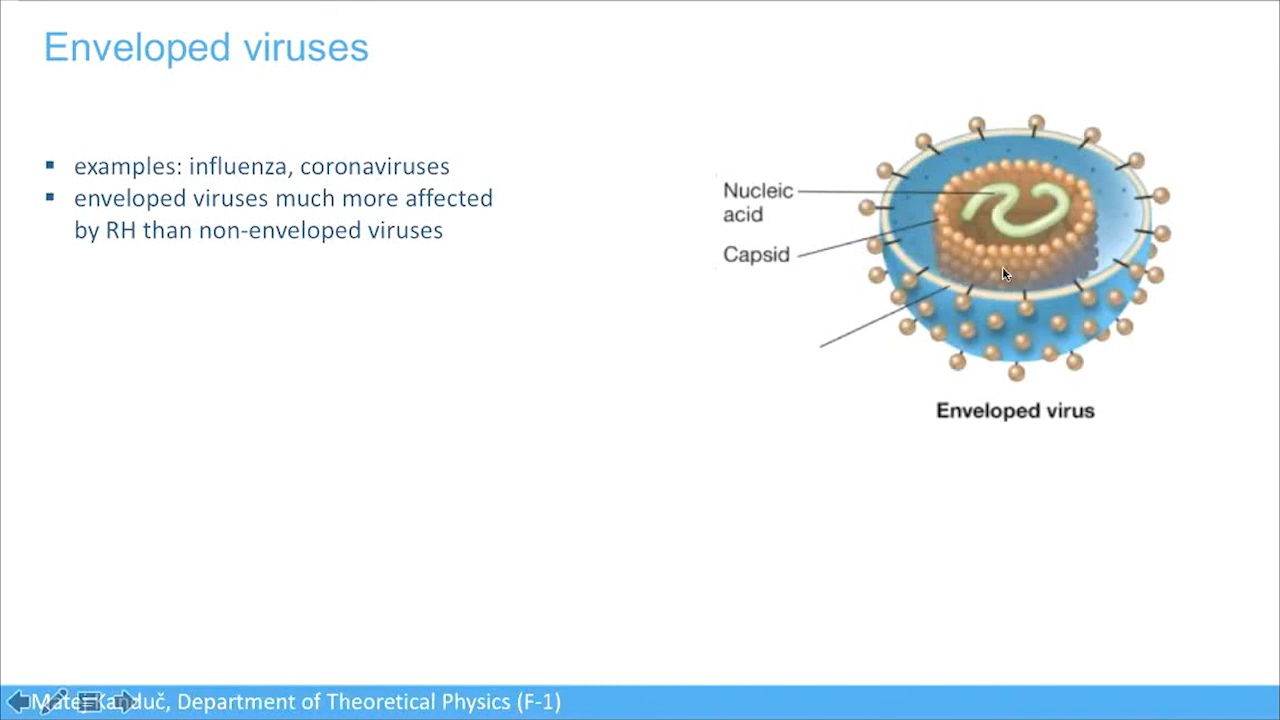 Enveloped viruses
▪ examples: influenza, coronaviruses
▪ enveloped viruses much more affected
by RH than non-enveloped viruses
Nucleic
acid
Capsid
Enveloped virus
Matej Kanduč, Department of Theoretical Physics (F-1)